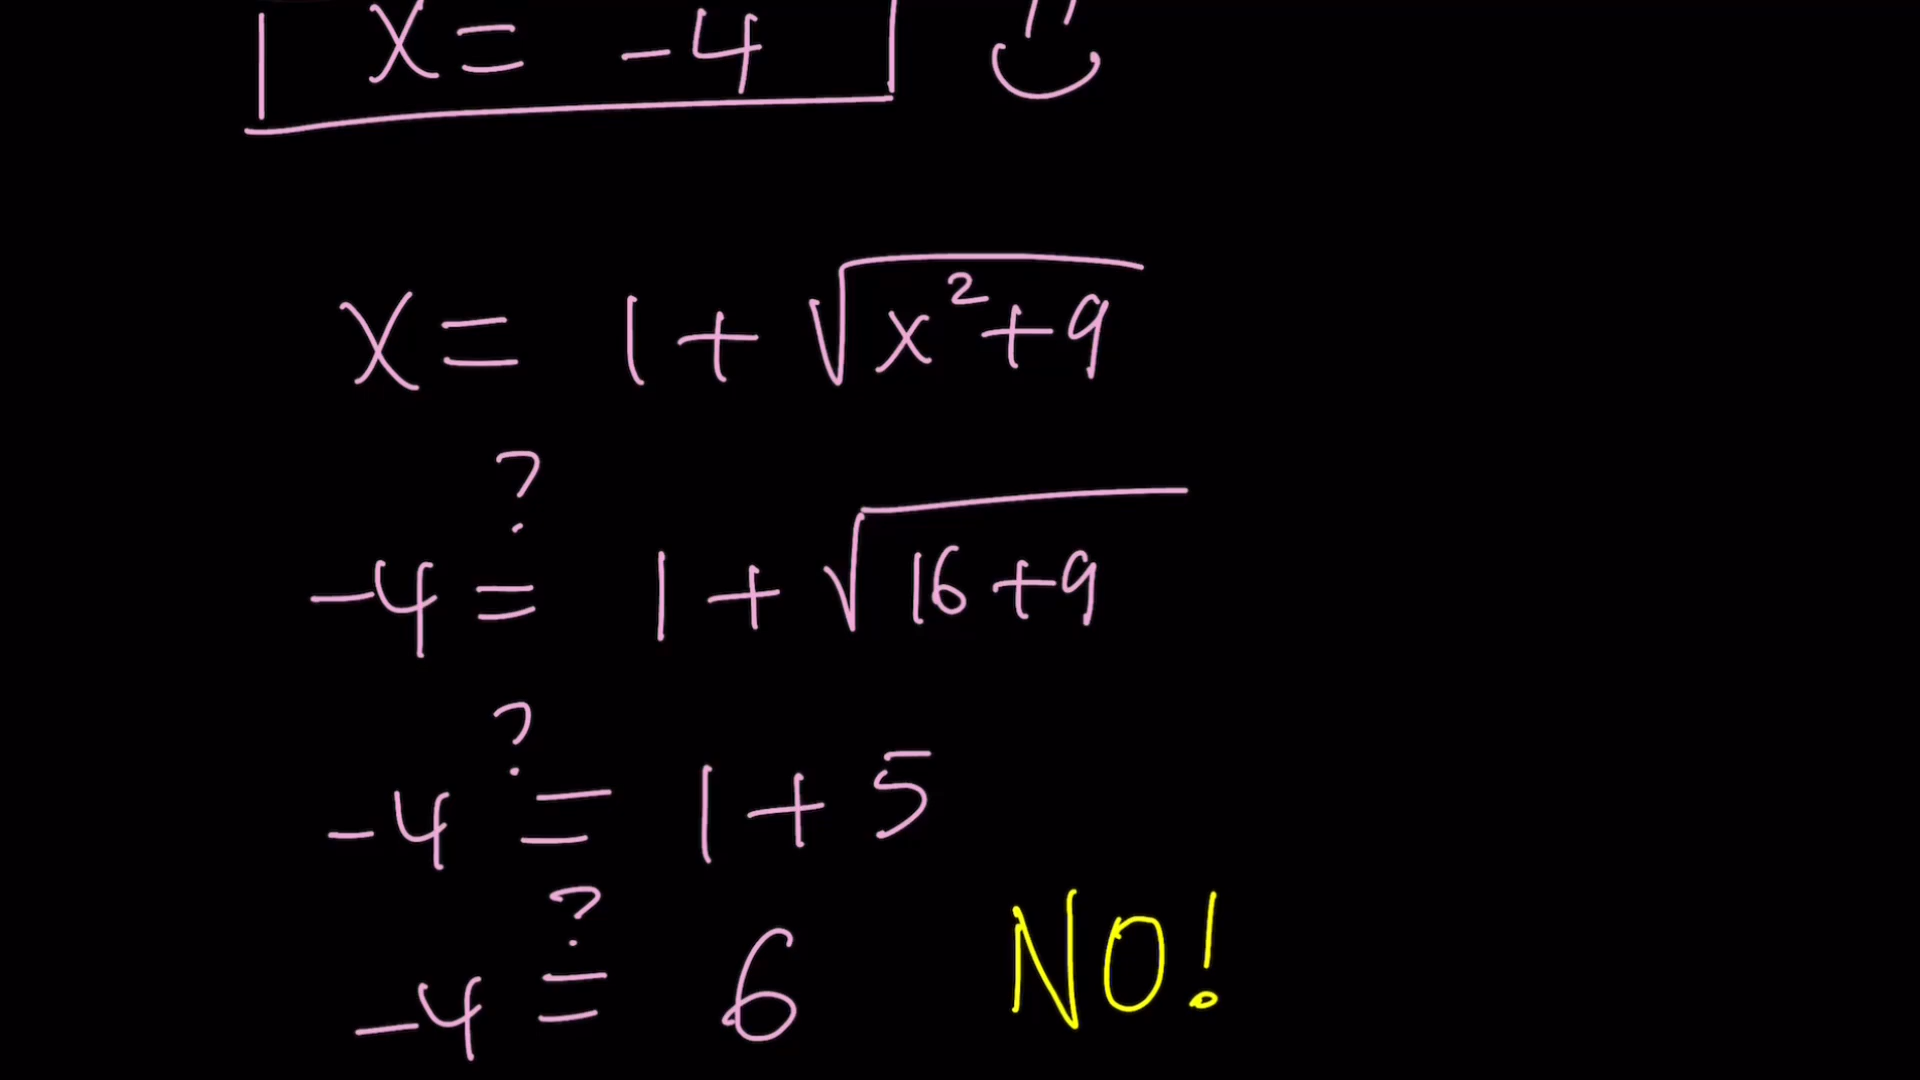 x = -4
x = 1 + √(x²+9)
-4 ?= 1 + √(16+9)
-4 ?= 1 + 5
-4 ?= 6 NO!